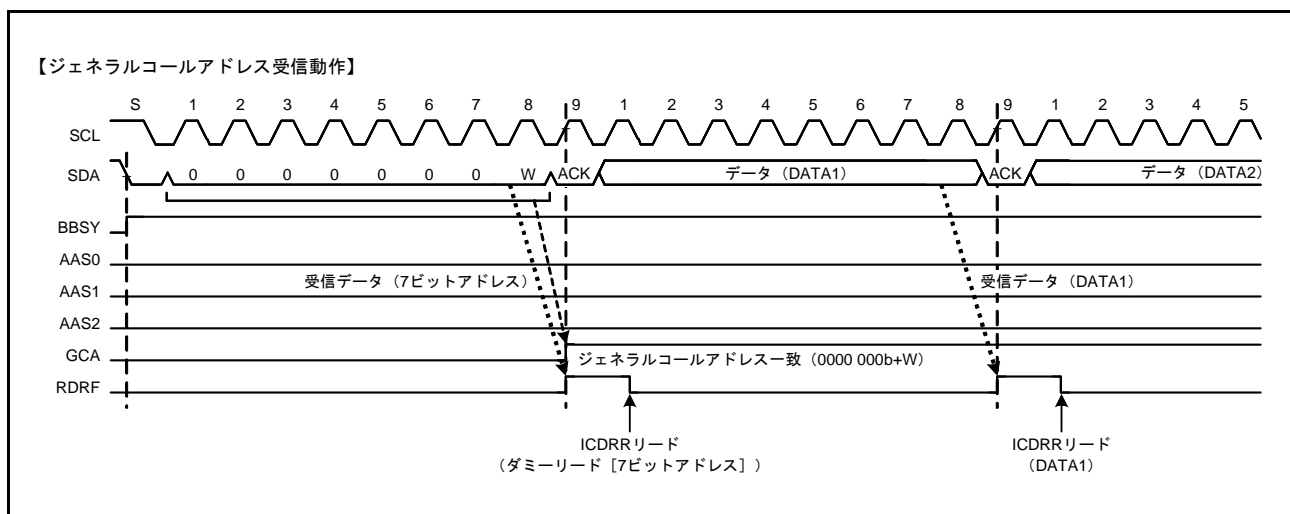 【ジェネラルコールアドレス受信動作】
S 1 2 3 4 5 6 7 8 9 1 2 3 4 5 6 7 8 9 1 2 3 4 5
SCL
SDA 0 0 0 0 0 0 0 W ACK データ（DATA1） ACK データ（DATA2）
BBSY
AAS0
受信データ（7ビットアドレス） 受信データ（DATA1）
AAS1
AAS2
GCA ジェネラルコールアドレス一致（0000 000b+W）
RDRF
ICDRRリード ICDRRリード
（ダミーリード［7ビットアドレス］） （DATA1）